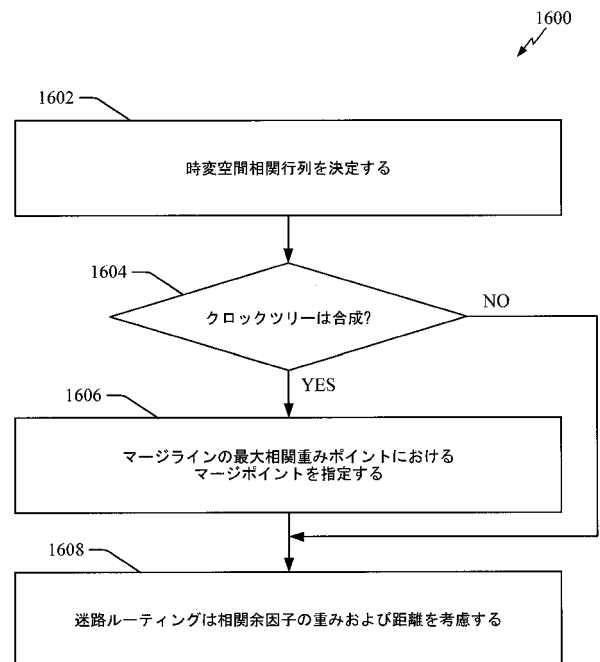 1600
1602
時変空間相関行列を決定する
1604
クロックツリーは合成?
NO
YES
1606
マージラインの最大相関重みポイントにおける
マージポイントを指定する
1608
迷路ルーティングは相関余因子の重みおよび距離を考慮する